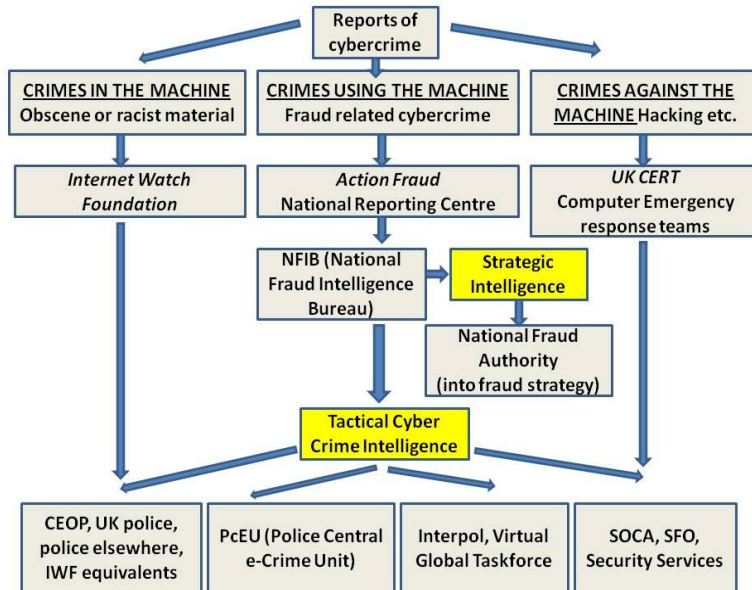 Reports of
cybercrime
CRIMES IN THE MACHINE
Obscene or racist material
CRIMES USING THE MACHINE
Fraud related cybercrime
CRIMES AGAINST THE
MACHINE Hacking etc.
Internet Watch
Foundation
Action Fraud
National Reporting Centre
UK CERT
Computer Emergency
response teams
NFIB (National
Fraud Intelligence
Bureau)
Strategic
Intelligence
National Fraud
Authority
(into fraud strategy)
Tactical Cyber
Crime Intelligence
CEOP, UK police,
police elsewhere,
IWF equivalents
PcEU (Police Central
e-Crime Unit)
Interpol, Virtual
Global Taskforce
SOCA, SFO,
Security Services